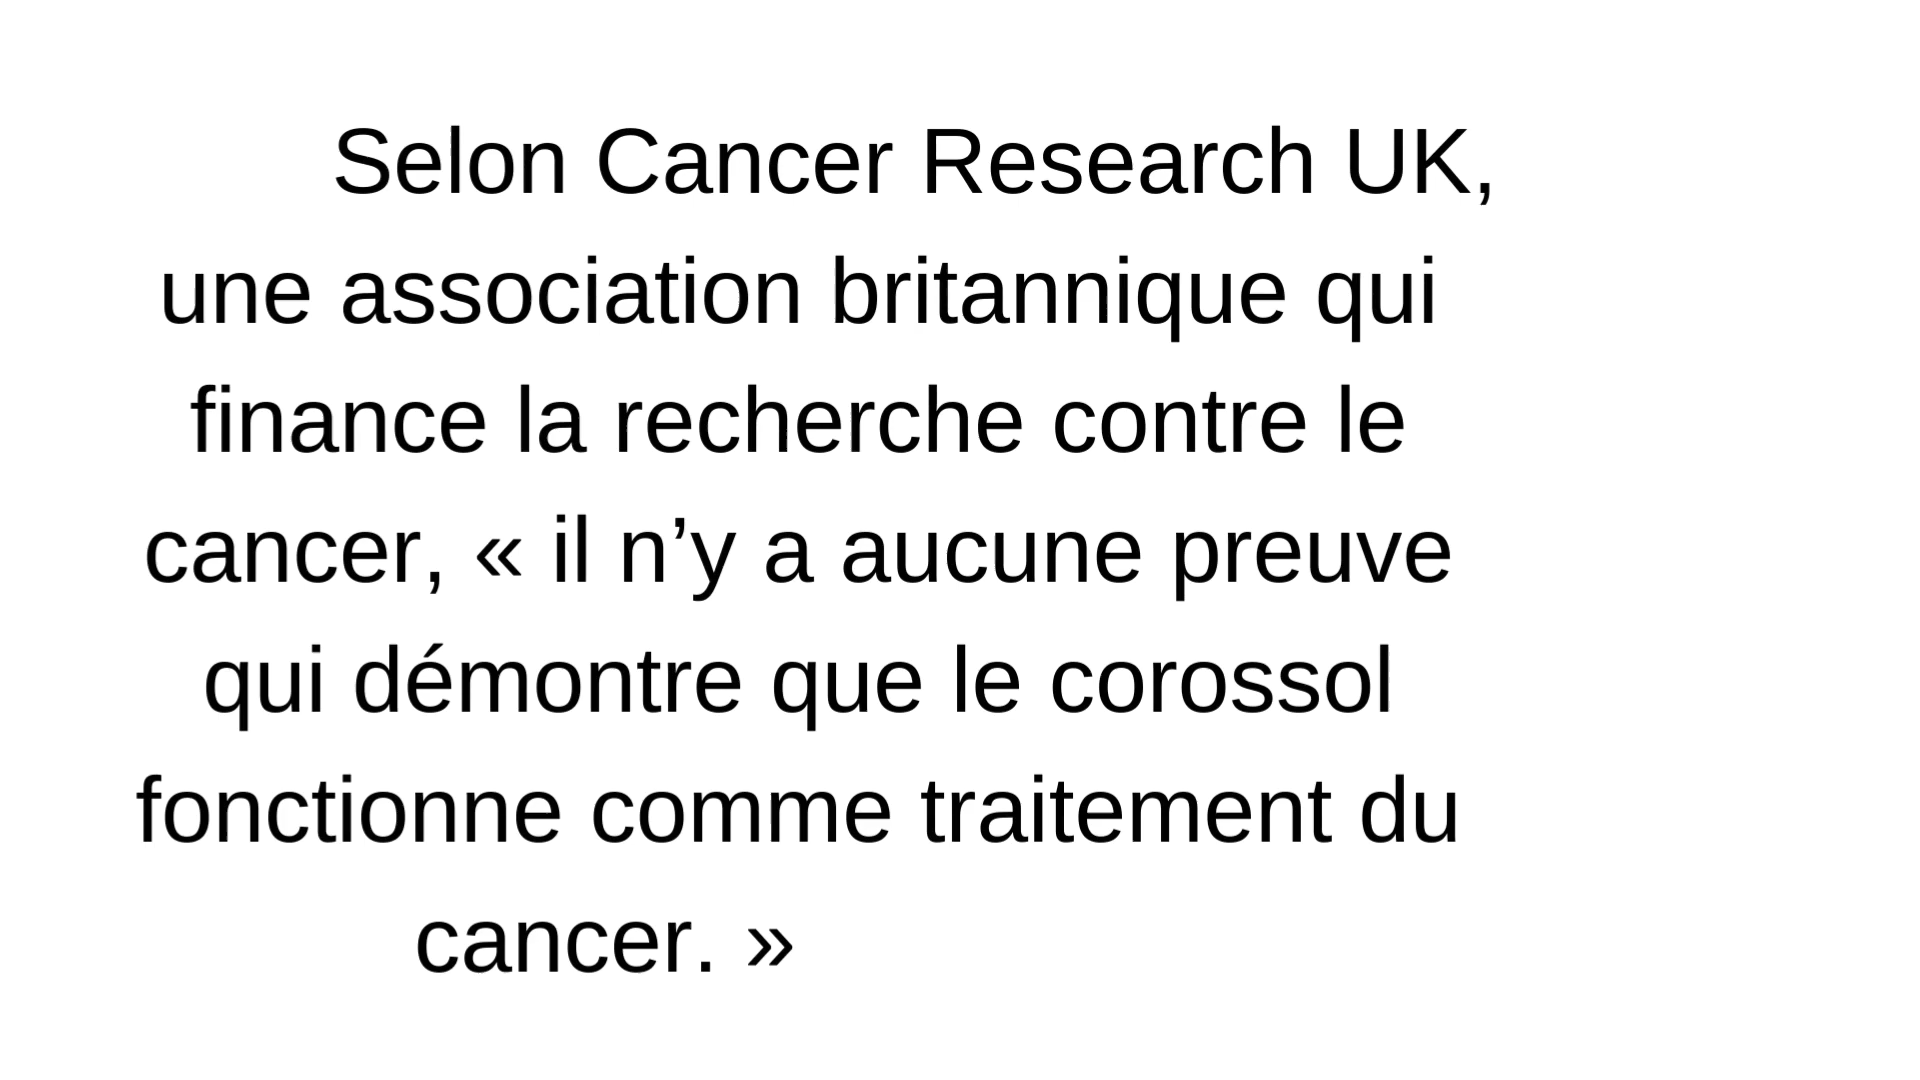 Selon Cancer Research UK,
une association britannique qui
finance la recherche contre le
cancer, « il n’y a aucune preuve
qui démontre que le corossol
fonctionne comme traitement du
cancer. »